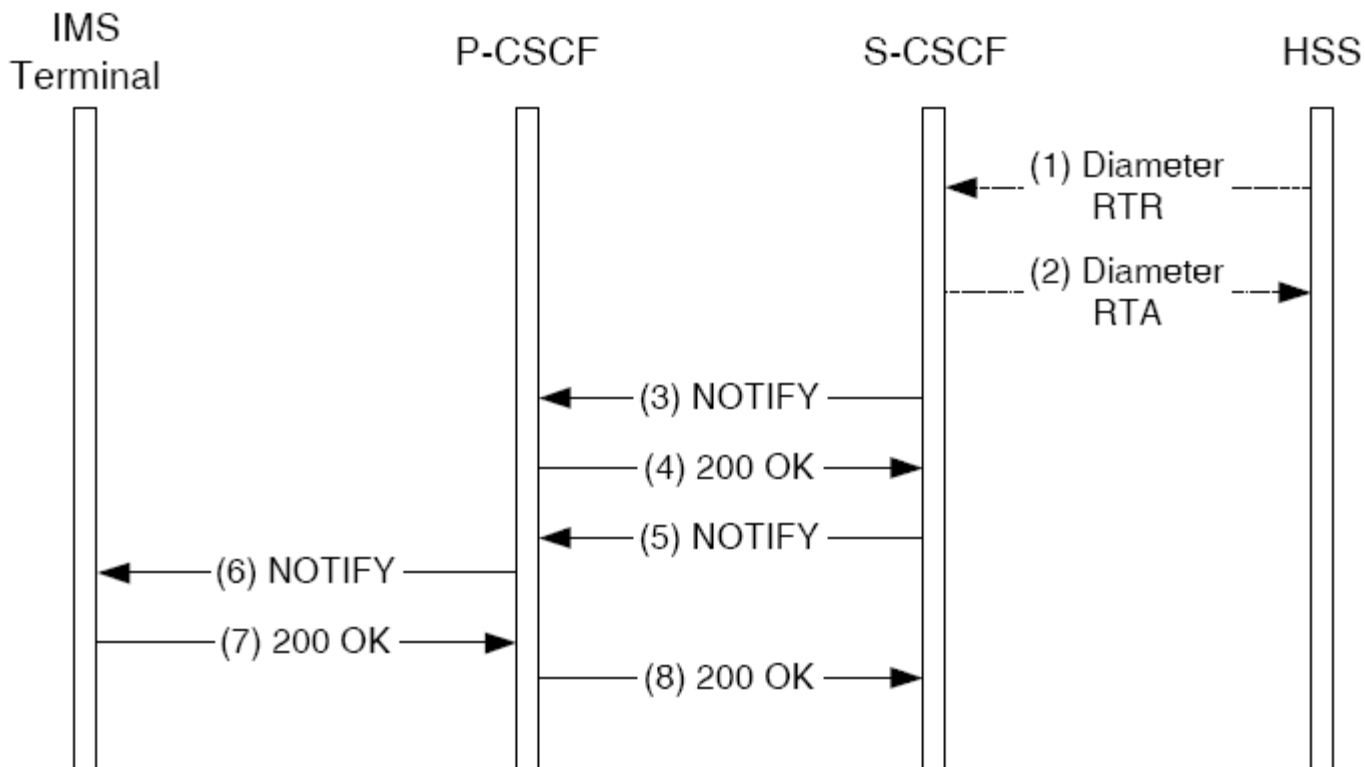 IMS
Terminal
P-CSCF
S-CSCF
HSS
(1) Diameter
RTR
(2) Diameter
RTA
(3) NOTIFY
(4) 200 OK
(5) NOTIFY
(6) NOTIFY
(7) 200 OK
(8) 200 OK